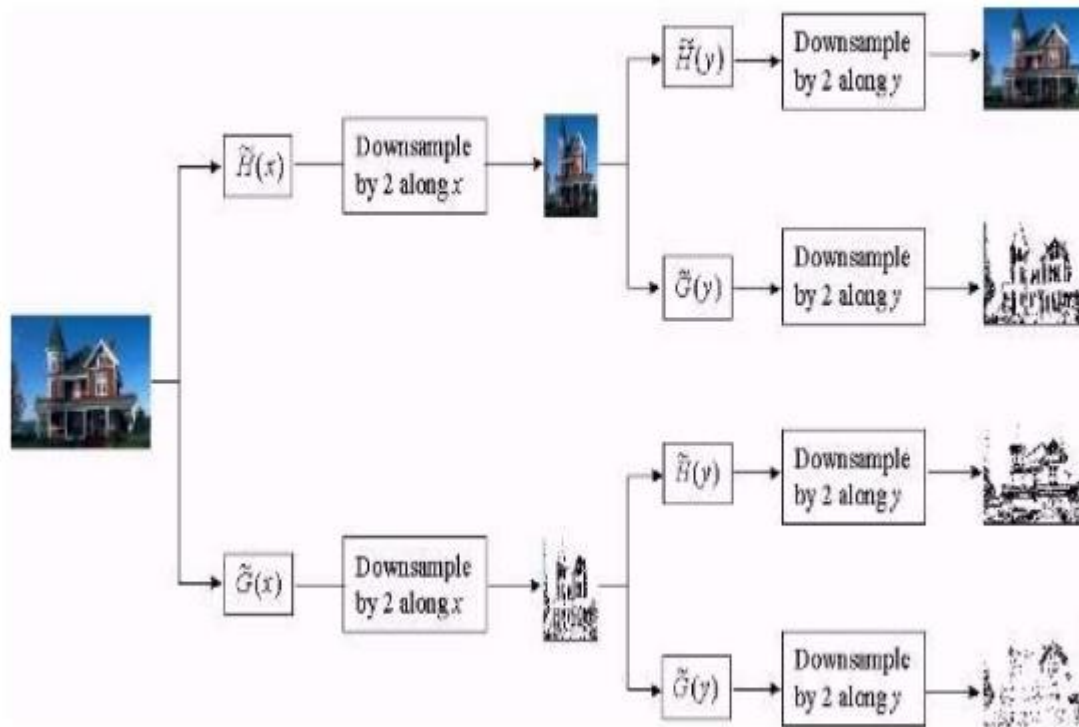 H̃(y)
Downsample
by 2 along y
H̃(x)
Downsample
by 2 along x
G̃(y)
Downsample
by 2 along y
H̃(y)
Downsample
by 2 along y
G̃(x)
Downsample
by 2 along x
G̃(y)
Downsample
by 2 along y